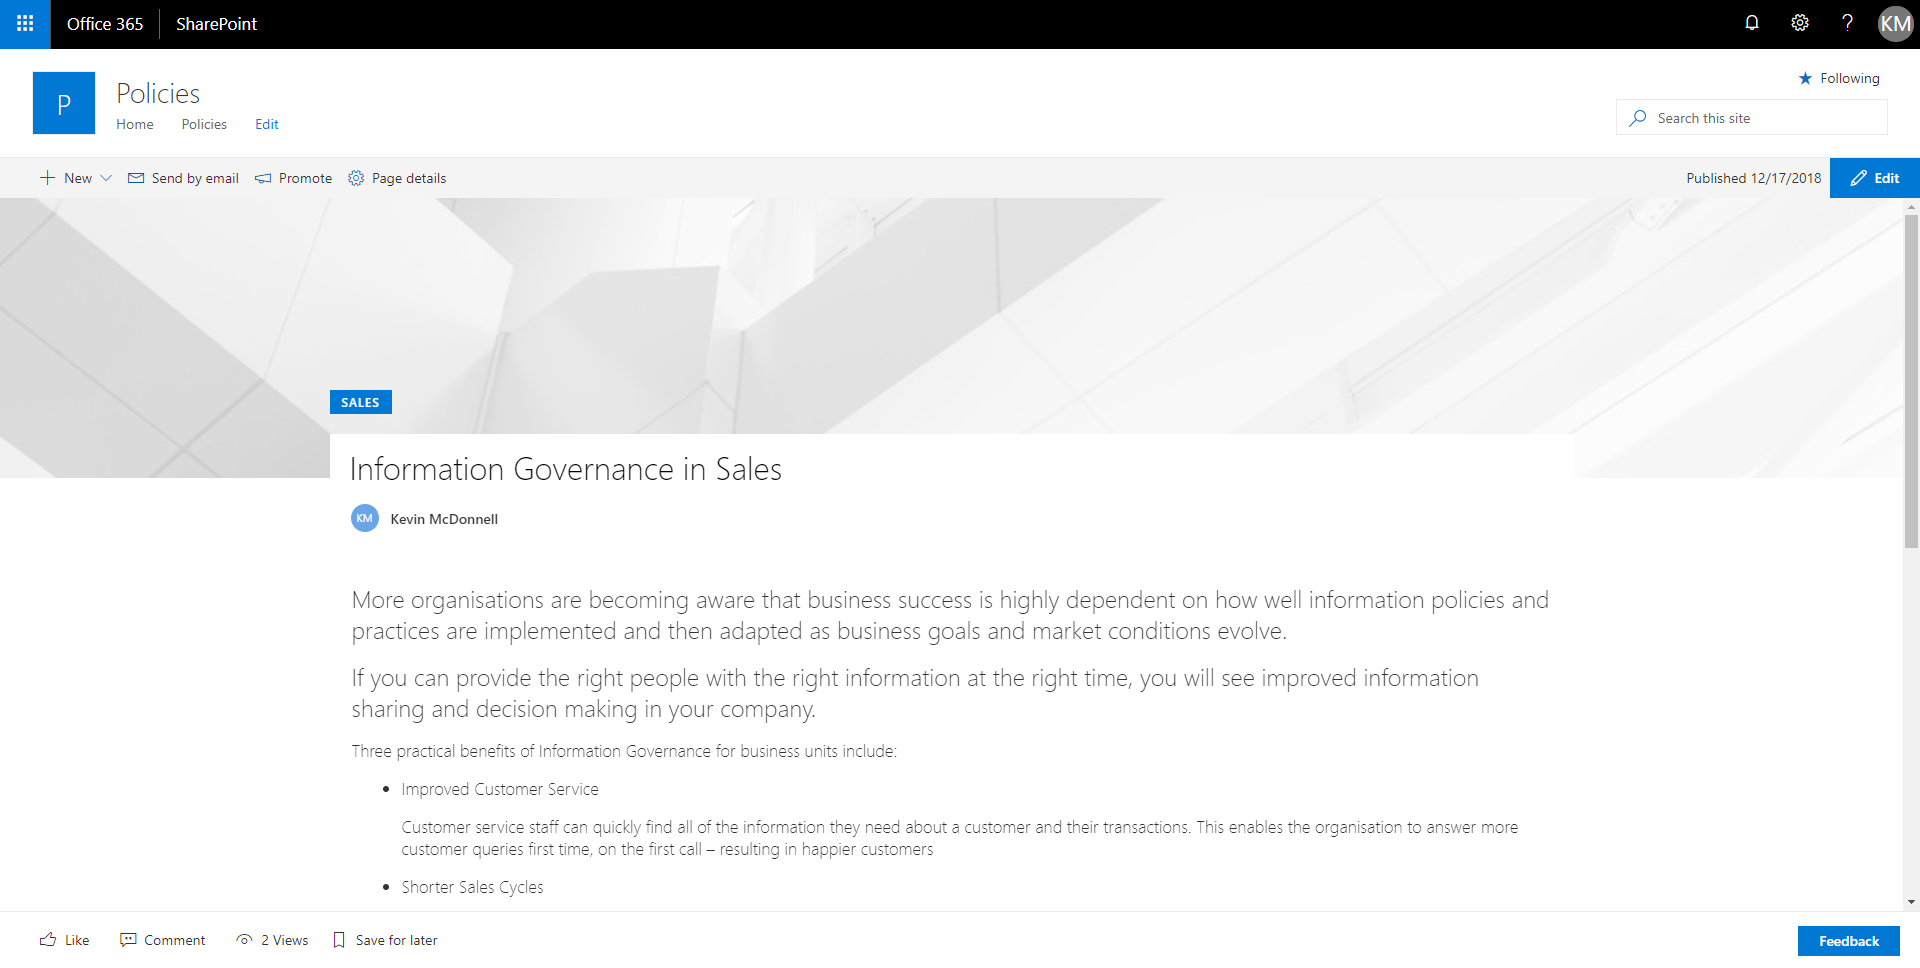 Office 365
SharePoint
KM
P
Policies
Home Policies Edit
Following
Search this site
New Send by email Promote Page details
Published 12/17/2018
Edit
SALES
Information Governance in Sales
KM
Kevin McDonnell
More organisations are becoming aware that business success is highly dependent on how well information policies and
practices are implemented and then adapted as business goals and market conditions evolve.
If you can provide the right people with the right information at the right time, you will see improved information
sharing and decision making in your company.
Three practical benefits of Information Governance for business units include:
• Improved Customer Service
Customer service staff can quickly find all of the information they need about a customer and their transactions. This enables the organisation to answer more
customer queries first time, on the first call – resulting in happier customers
• Shorter Sales Cycles
Like Comment 2 Views Save for later
Feedback